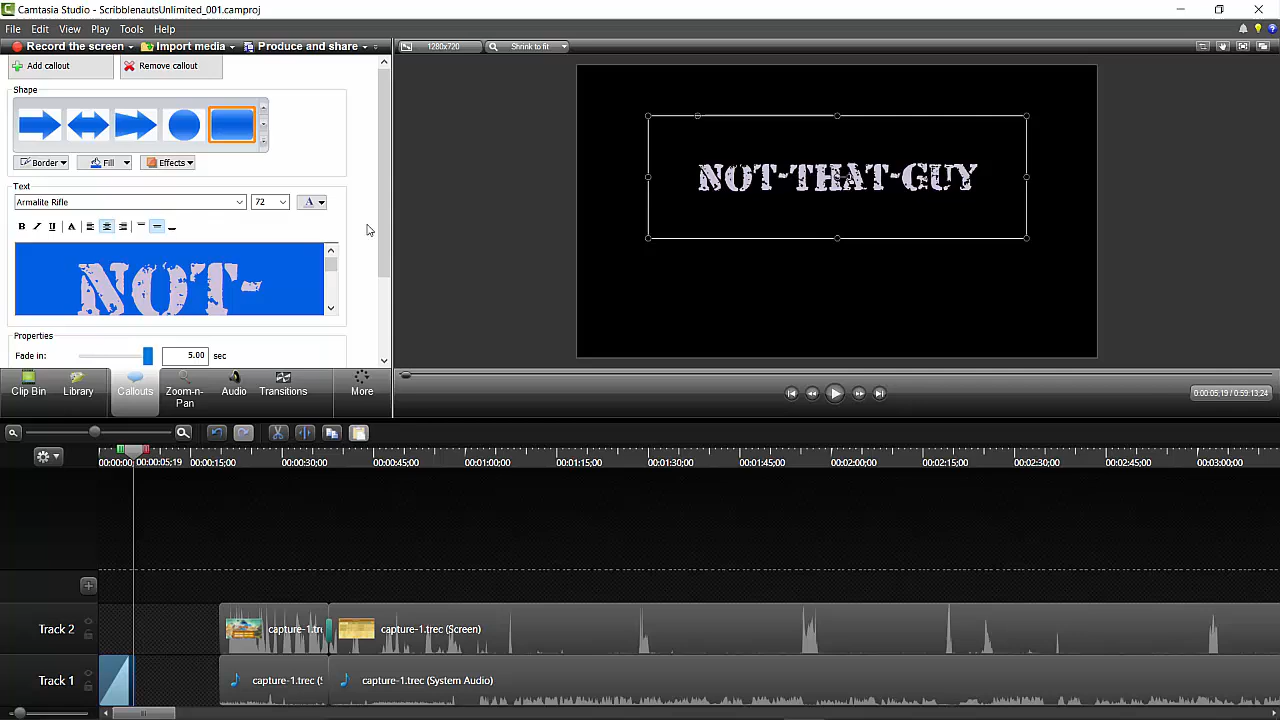 Camtasia Studio - ScribblenautsUnlimited_001.camproj
File Edit View Play Tools Help
Record the screen Import media Produce and share
1280x720 Shrink to fit
Add callout Remove callout
Shape
Border Fill Effects
Text
Armalite Rifle 72 A
B I U A
NOT-
NOT-THAT-GUY
Properties
Fade in: 5.00 sec
Clip Bin Library Callouts Zoom-n-Pan Audio Transitions More
0:00:05;19 / 0:59:13;24
00:00:00; 00:00:05;19 00:00:15;00 00:00:30;00 00:00:45;00 00:01:00;00 00:01:15;00 00:01:30;00 00:01:45;00 00:02:00;00 00:02:15;00 00:02:30;00 00:02:45;00 00:03:00;00
Track 2 capture-1.tre capture-1.trec (Screen)
Track 1 capture-1.trec (S capture-1.trec (System Audio)